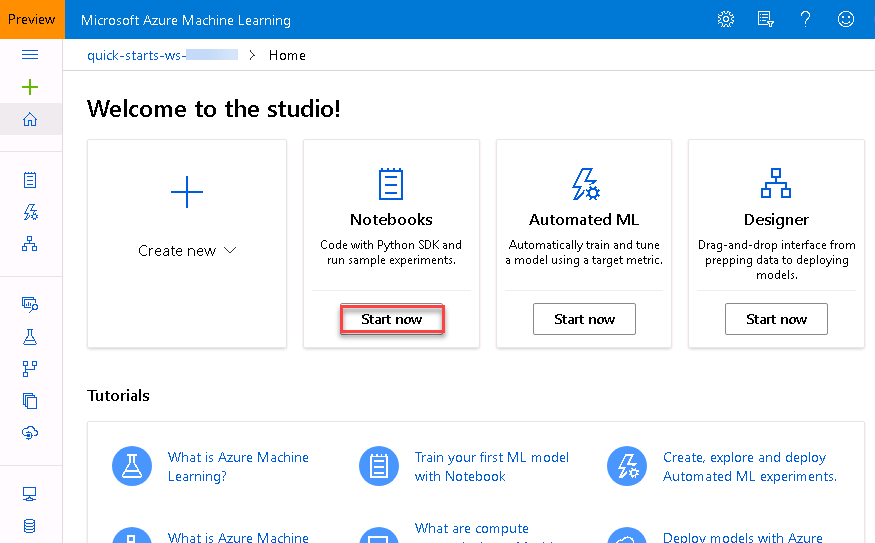 Preview
Microsoft Azure Machine Learning
quick-starts-ws-
> Home
Welcome to the studio!
Create new
Notebooks
Code with Python SDK and
run sample experiments.
Start now
Automated ML
Automatically train and tune
a model using a target metric.
Start now
Designer
Drag-and-drop interface from
prepping data to deploying
models.
Start now
Tutorials
What is Azure Machine
Learning?
Train your first ML model
with Notebook
Create, explore and deploy
Automated ML experiments.
What is Azure Machine
What are compute
Deploy models with Azure